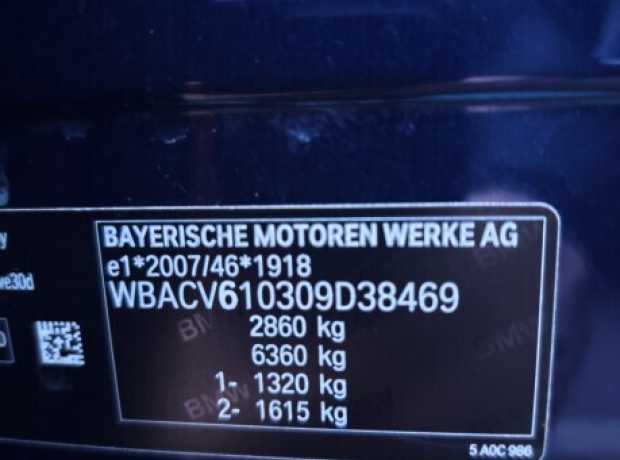 BAYERISCHE MOTOREN WERKE AG
e1*2007/46*1918
WBACV610309D38469
2860 kg
6360 kg
1- 1320 kg
2- 1615 kg
5 A0C 986